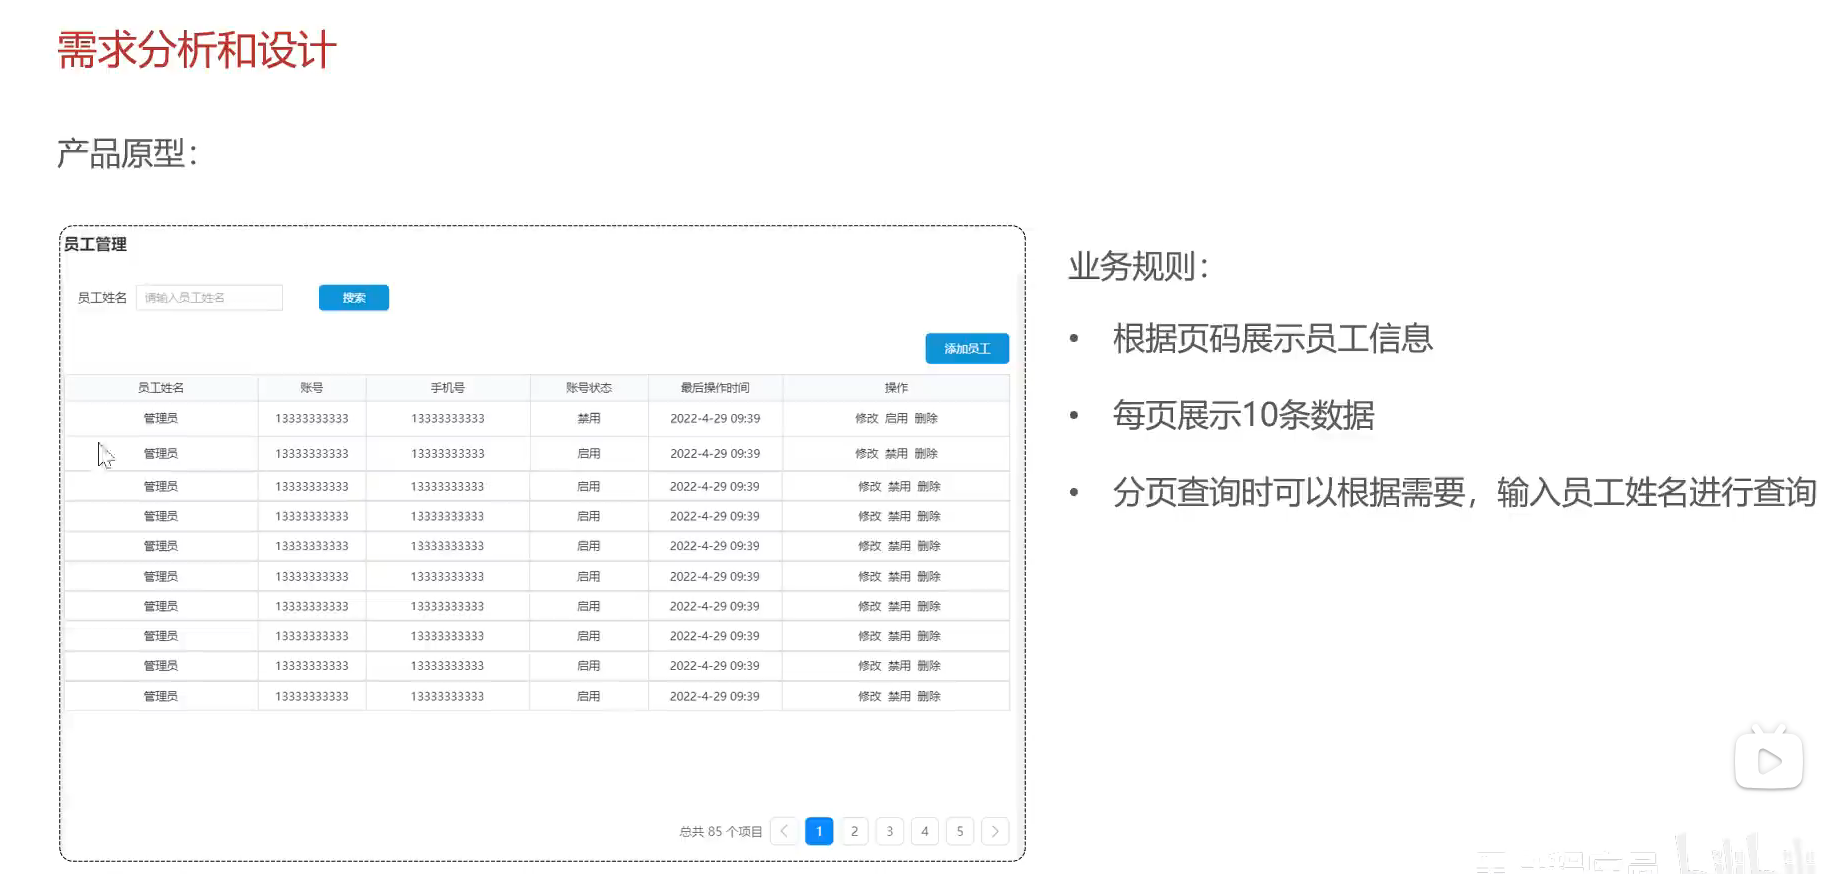 需求分析和设计
产品原型：
员工管理
员工姓名 请输入员工姓名 搜索
添加员工
员工姓名 账号 手机号 账号状态 最后操作时间 操作
管理员 13333333333 13333333333 禁用 2022-4-29 09:39 修改 启用 删除
管理员 13333333333 13333333333 启用 2022-4-29 09:39 修改 禁用 删除
管理员 13333333333 13333333333 启用 2022-4-29 09:39 修改 禁用 删除
管理员 13333333333 13333333333 启用 2022-4-29 09:39 修改 禁用 删除
管理员 13333333333 13333333333 启用 2022-4-29 09:39 修改 禁用 删除
管理员 13333333333 13333333333 启用 2022-4-29 09:39 修改 禁用 删除
管理员 13333333333 13333333333 启用 2022-4-29 09:39 修改 禁用 删除
管理员 13333333333 13333333333 启用 2022-4-29 09:39 修改 禁用 删除
管理员 13333333333 13333333333 启用 2022-4-29 09:39 修改 禁用 删除
管理员 13333333333 13333333333 启用 2022-4-29 09:39 修改 禁用 删除
总共 85 个项目 < 1 2 3 4 5 >
业务规则：
• 根据页码展示员工信息
• 每页展示10条数据
• 分页查询时可以根据需要，输入员工姓名进行查询